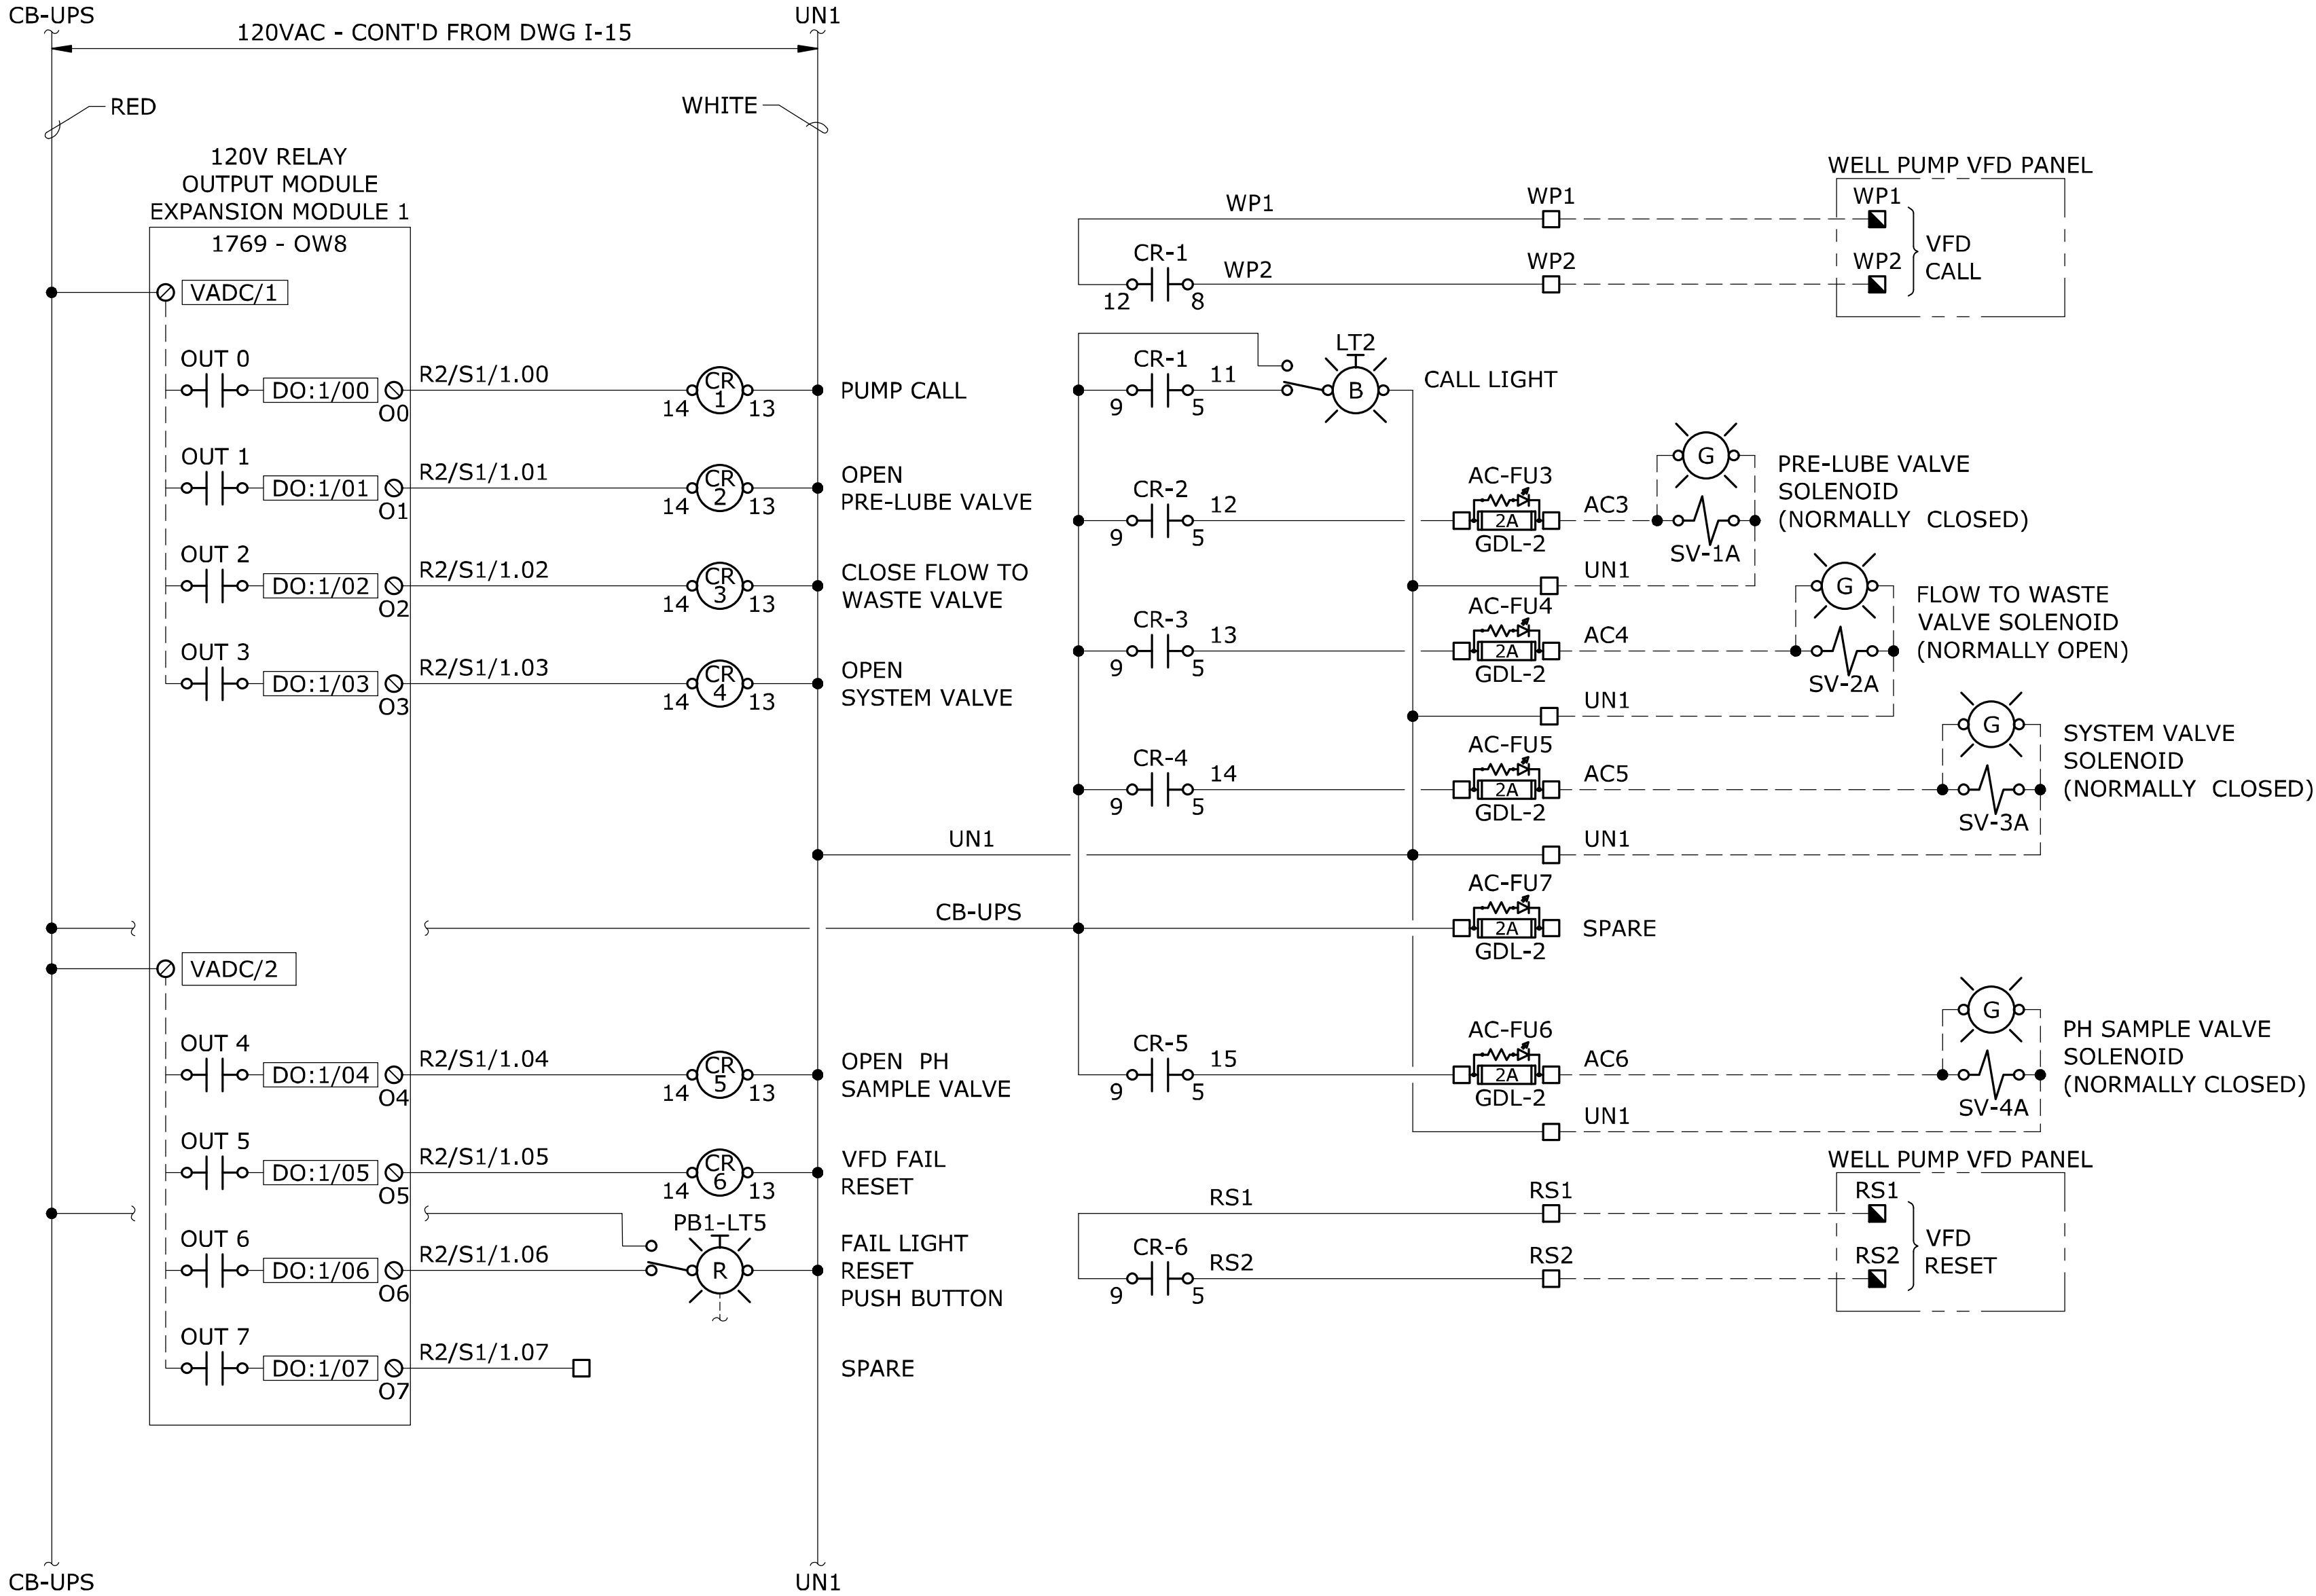 CB-UPS
UN1
120VAC - CONT'D FROM DWG I-15
RED
WHITE
120V RELAY
OUTPUT MODULE
EXPANSION MODULE 1
1769 - OW8
VADC/1
OUT 0
DO:1/00
O0
R2/S1/1.00
14
CR
1
13
PUMP CALL
OUT 1
DO:1/01
O1
R2/S1/1.01
14
CR
2
13
OPEN
PRE-LUBE VALVE
OUT 2
DO:1/02
O2
R2/S1/1.02
14
CR
3
13
CLOSE FLOW TO
WASTE VALVE
OUT 3
DO:1/03
O3
R2/S1/1.03
14
CR
4
13
OPEN
SYSTEM VALVE
UN1
CB-UPS
VADC/2
OUT 4
DO:1/04
O4
R2/S1/1.04
14
CR
5
13
OPEN  PH
SAMPLE VALVE
OUT 5
DO:1/05
O5
R2/S1/1.05
14
CR
6
13
VFD FAIL
RESET
OUT 6
DO:1/06
O6
R2/S1/1.06
PB1-LT5
R
FAIL LIGHT
RESET
PUSH BUTTON
OUT 7
DO:1/07
O7
R2/S1/1.07
SPARE
CB-UPS
UN1
WELL PUMP VFD PANEL
WP1
WP1
WP1
CR-1
12
8
WP2
WP2
WP2
VFD
CALL
CR-1
9
5
11
LT2
B
CALL LIGHT
CR-2
9
5
12
AC-FU3
2A
GDL-2
AC3
G
SV-1A
PRE-LUBE VALVE
SOLENOID
(NORMALLY  CLOSED)
UN1
CR-3
9
5
13
AC-FU4
2A
GDL-2
AC4
G
SV-2A
FLOW TO WASTE
VALVE SOLENOID
(NORMALLY OPEN)
UN1
CR-4
9
5
14
AC-FU5
2A
GDL-2
AC5
G
SV-3A
SYSTEM VALVE
SOLENOID
(NORMALLY  CLOSED)
UN1
AC-FU7
2A
GDL-2
SPARE
CR-5
9
5
15
AC-FU6
2A
GDL-2
AC6
G
SV-4A
PH SAMPLE VALVE
SOLENOID
(NORMALLY CLOSED)
UN1
WELL PUMP VFD PANEL
RS1
RS1
RS1
CR-6
9
5
RS2
RS2
RS2
VFD
RESET